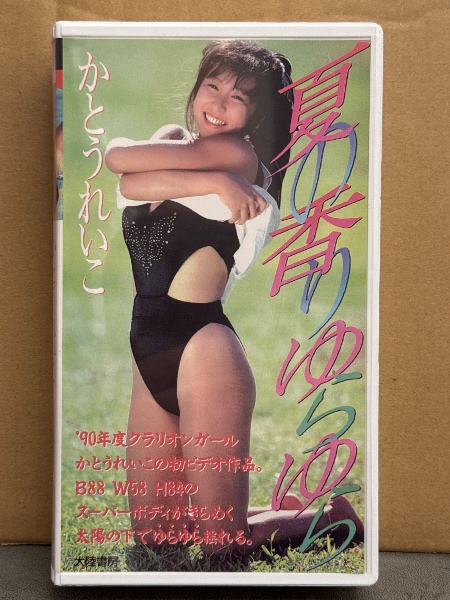 かとうれいこ
夏の香りゆらゆら
'90年度クラリオンガール
かとうれいこの初ビデオ作品。
B88 W58 H84の
スーパーボディがきらめく
太陽の下でゆらゆら揺れる。
大陸書房